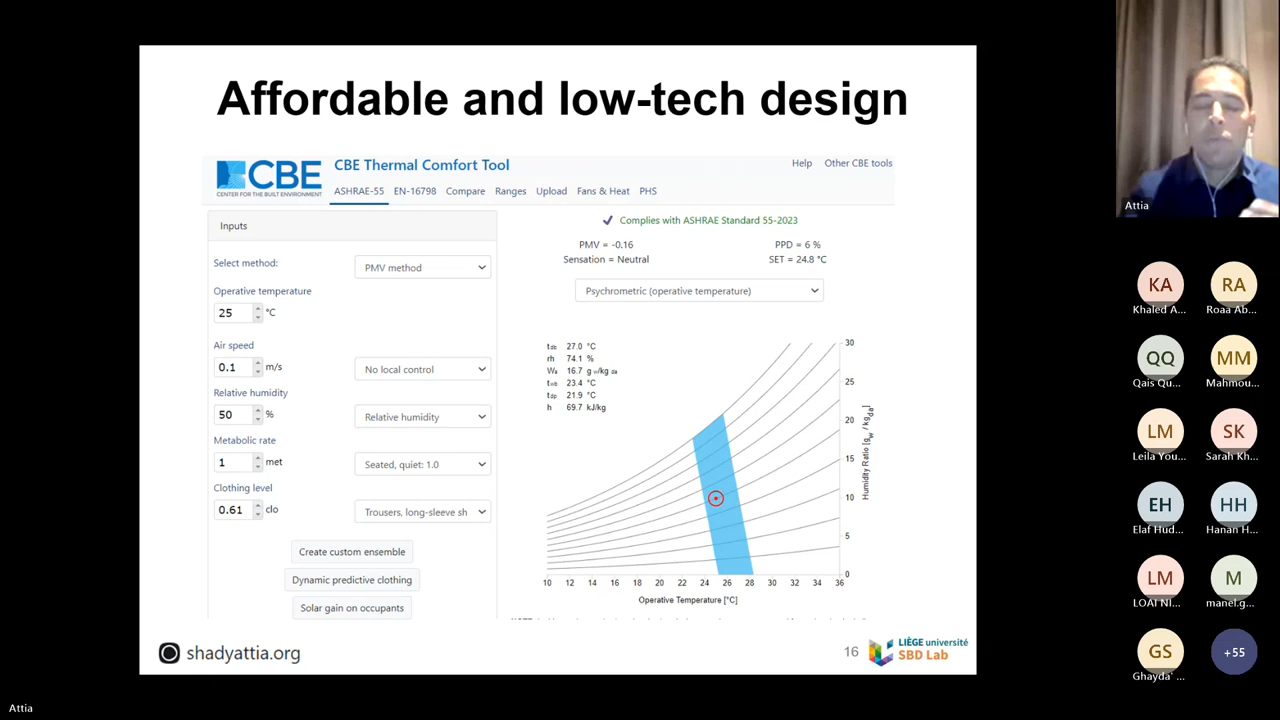 Affordable and low-tech design
CBE
CENTER FOR THE BUILT ENVIRONMENT
CBE Thermal Comfort Tool
Help Other CBE tools
ASHRAE-55 EN-16798 Compare Ranges Upload Fans & Heat PHS
Inputs
Select method: PMV method
Operative temperature
25 °C
Air speed
0.1 m/s No local control
Relative humidity
50 % Relative humidity
Metabolic rate
1 met Seated, quiet: 1.0
Clothing level
0.61 clo Trousers, long-sleeve sh
Create custom ensemble
Dynamic predictive clothing
Solar gain on occupants
Complies with ASHRAE Standard 55-2023
PMV = -0.16 PPD = 6 %
Sensation = Neutral SET = 24.8 °C
Psychrometric (operative temperature)
tdb 27.0 °C
rh 74.1 %
Wa 16.7 g w/kg da
twb 23.4 °C
tdp 21.9 °C
h 69.7 kJ/kg
30
25
20
15
10
5
0
Humidity Ratio [gw / kgda]
10 12 14 16 18 20 22 24 26 28 30 32 34 36
Operative Temperature [°C]
shadyattia.org
16
LIÈGE université
SBD Lab
Attia
KA
Khaled A...
RA
Roaa Ab...
QQ
Qais Qu...
MM
Mahmou...
LM
Leila You...
SK
Sarah Kh...
EH
Elaf Hud...
HH
Hanan H...
LM
LOAI NI...
M
manel.g...
GS
Ghayda' ...
+55
Attia